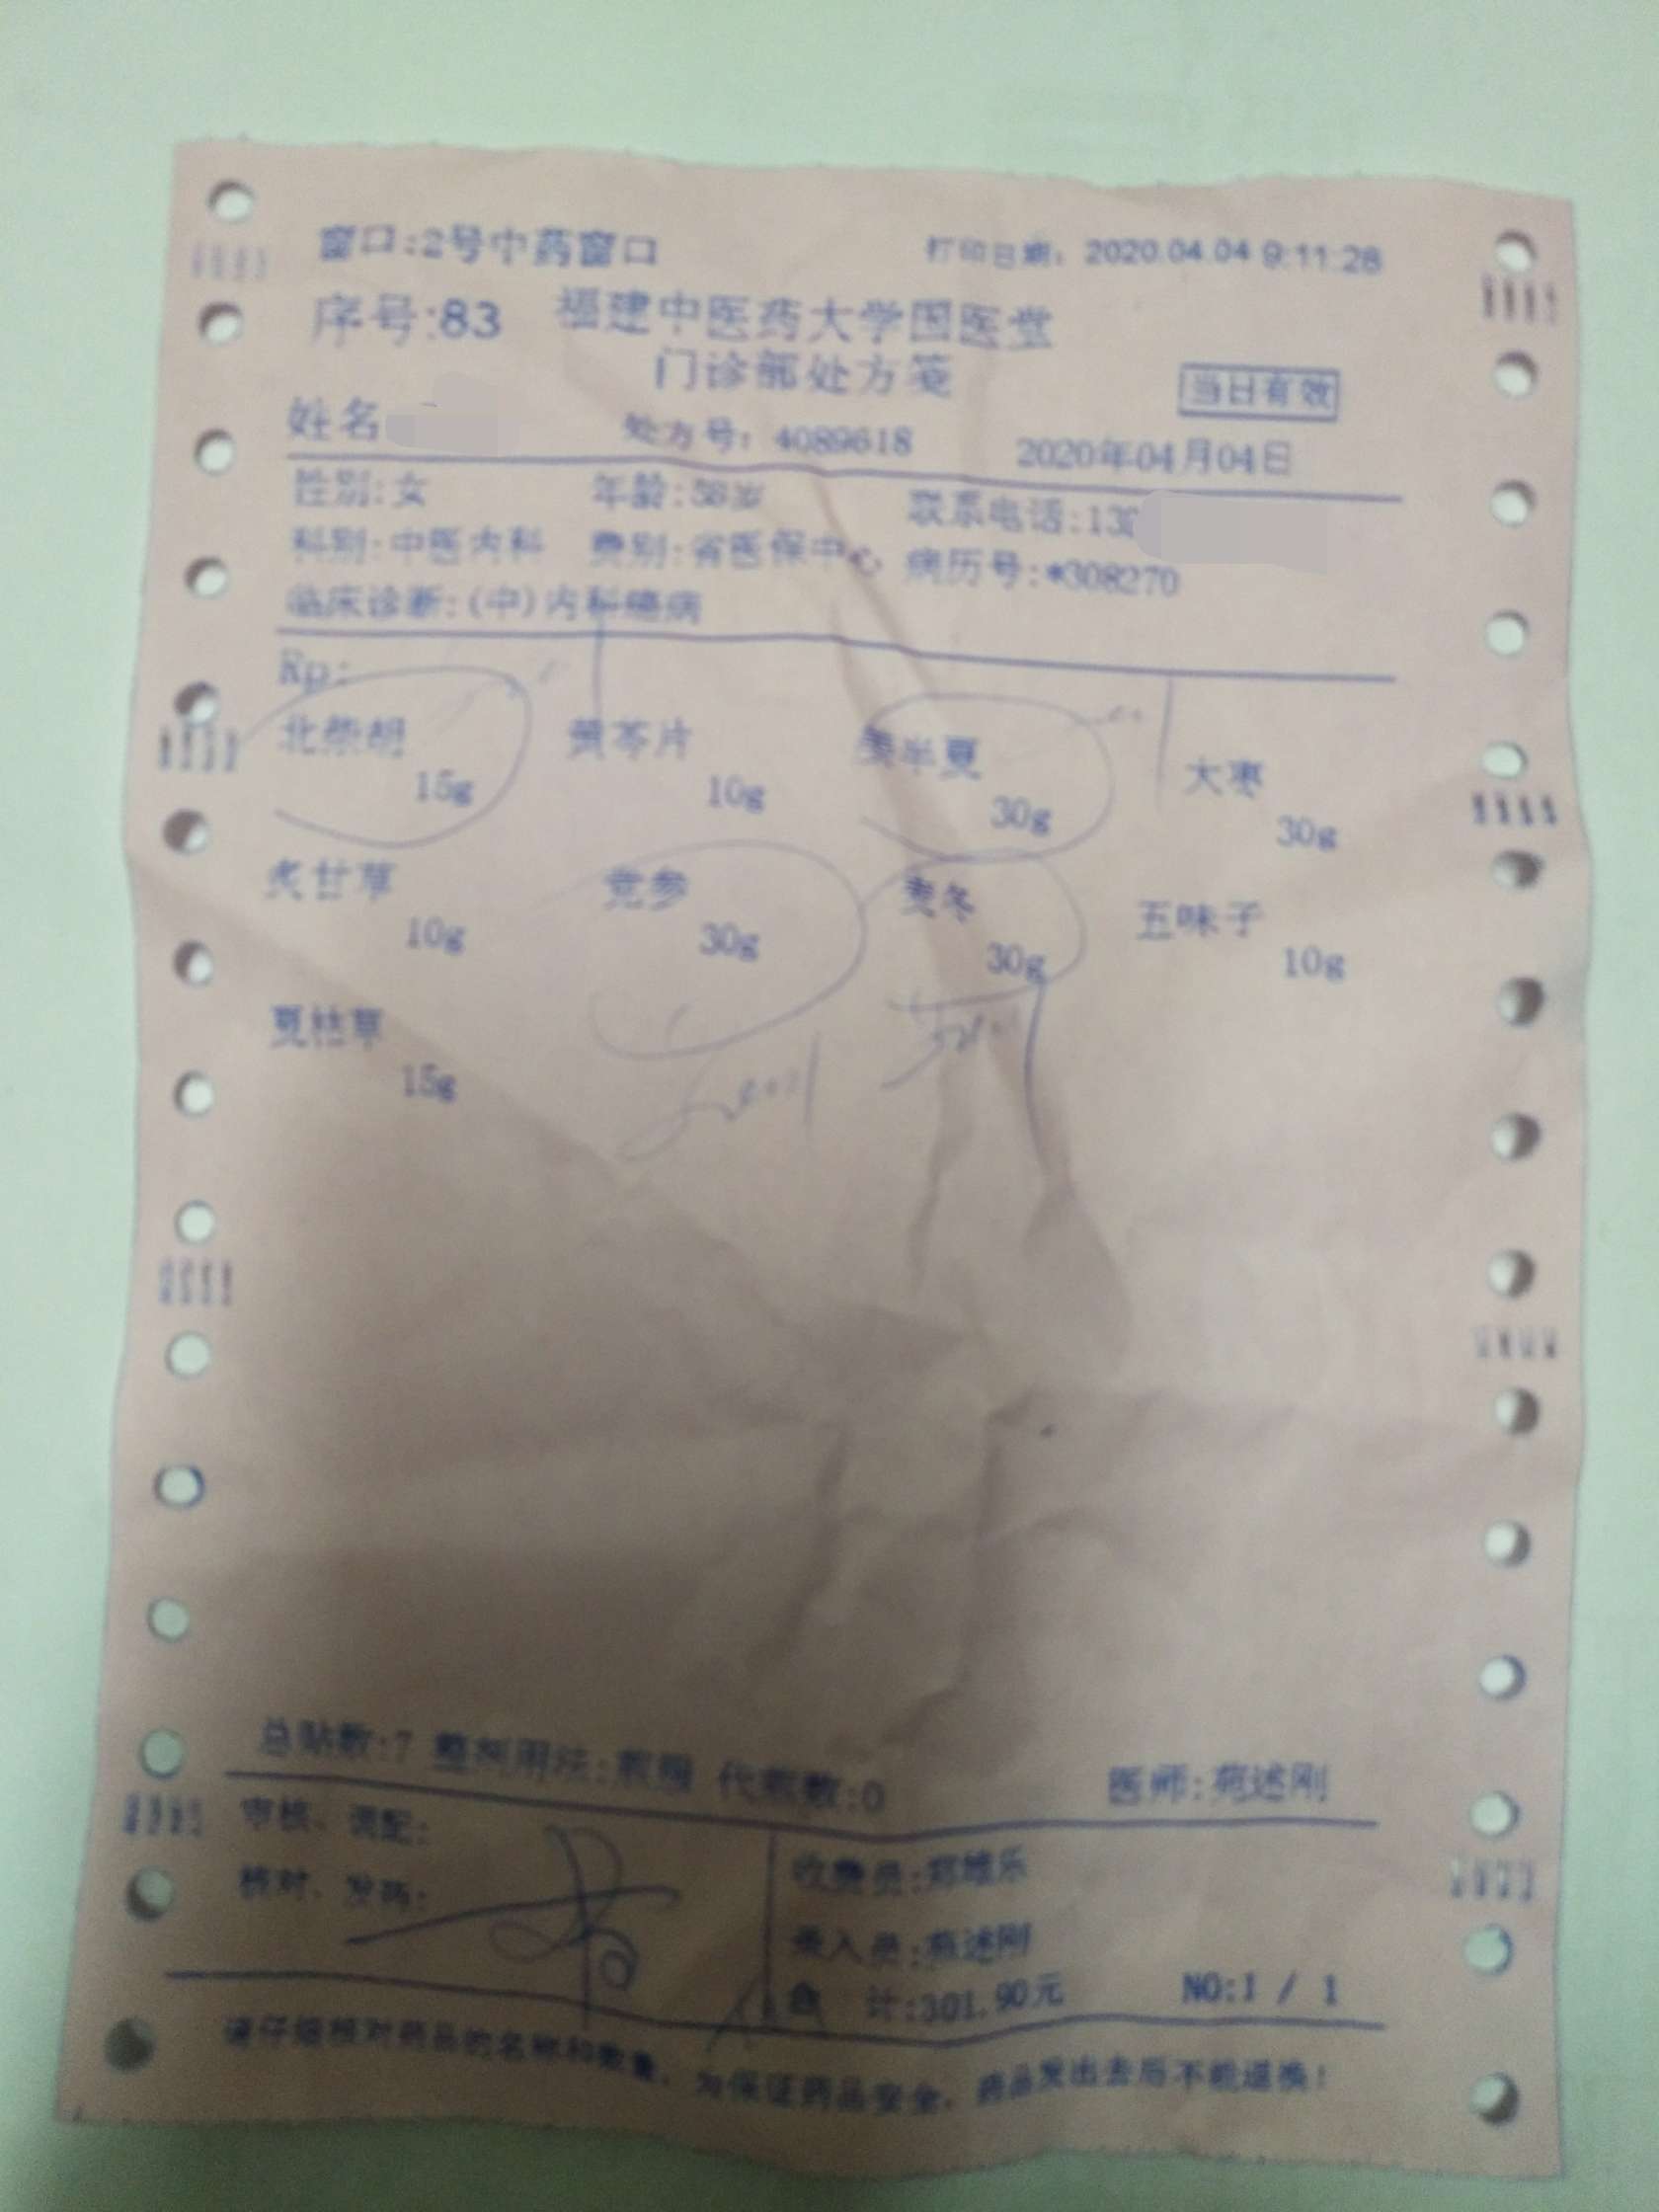 窗口:2号中药窗口 打印日期: 2020.04.04 9:11:28
序号:83 福建中医药大学国医堂
门诊部处方笺 当日有效
姓名 处方号: 4089618 2020年04月04日
性别:女 年龄:58岁 联系电话:13
科别:中医内科 费别:省医保中心 病历号:*308270
临床诊断:(中)内科癌病
Rp:
北柴胡 黄芩片 姜半夏 大枣
15g 10g 30g 30g
炙甘草 党参 麦冬 五味子
10g 30g 30g 10g
夏枯草
15g
总贴数:7 整剂用法:煎服 代煎数:0 医师:述刚
审核、调配:
核对、发药: 收费员:郑维乐
录入员:述刚
合 计:301.90元 NO:1 / 1
请仔细核对药品的名称和数量, 为保证药品安全, 药品发出去后不能退换!